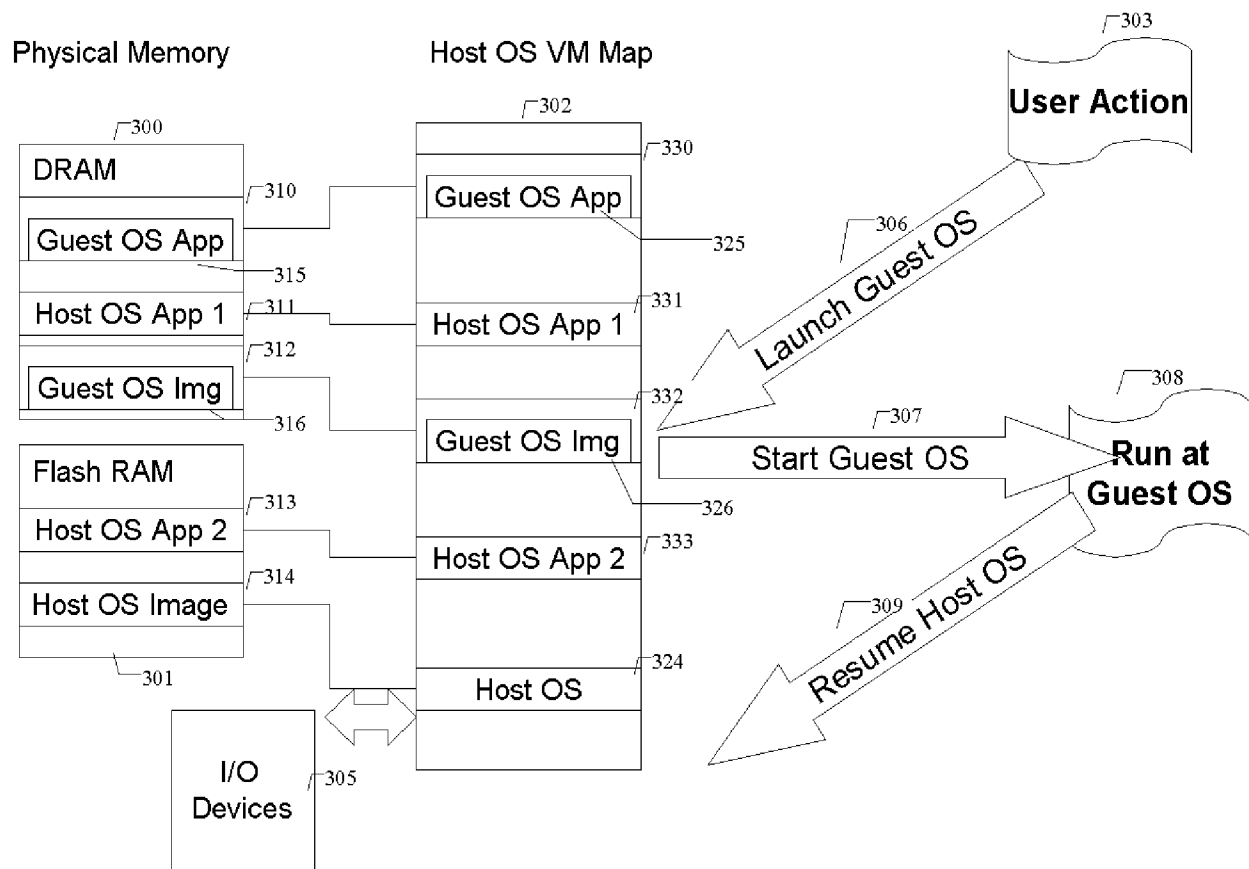 303
Physical Memory
Host OS VM Map
User Action
302
300
330
DRAM
310
Guest OS App
306
Guest OS App
325
315
Launch Guest OS
331
Host OS App 1
311
Host OS App 1
312
332
308
Guest OS Img
316
307
Guest OS Img
Start Guest OS
Run at
Guest OS
Flash RAM
326
313
Host OS App 2
333
Host OS App 2
314
309
Host OS Image
Resume Host OS
301
324
Host OS
I/O
Devices
305